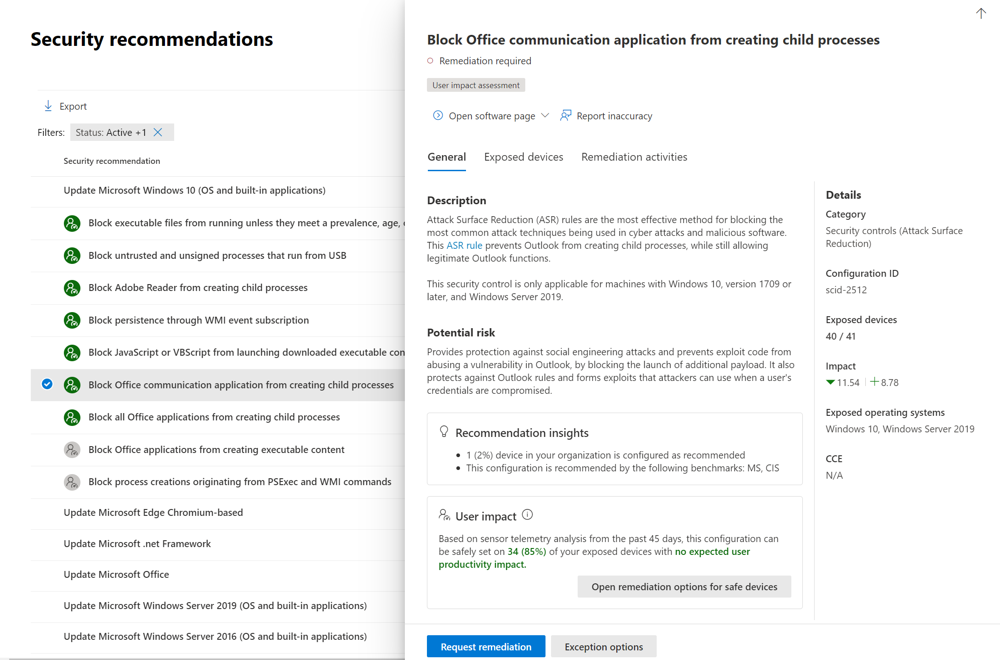 Security recommendations
Export
Filters: Status: Active +1
Security recommendation
Update Microsoft Windows 10 (OS and built-in applications)
Block executable files from running unless they meet a prevalence, age,
Block untrusted and unsigned processes that run from USB
Block Adobe Reader from creating child processes
Block persistence through WMI event subscription
Block JavaScript or VBScript from launching downloaded executable con
Block Office communication application from creating child processes
Block all Office applications from creating child processes
Block Office applications from creating executable content
Block process creations originating from PSExec and WMI commands
Update Microsoft Edge Chromium-based
Update Microsoft .net Framework
Update Microsoft Office
Update Microsoft Windows Server 2019 (OS and built-in applications)
Update Microsoft Windows Server 2016 (OS and built-in applications)
Block Office communication application from creating child processes
Remediation required
User impact assessment
Open software page Report inaccuracy
General Exposed devices Remediation activities
Description
Attack Surface Reduction (ASR) rules are the most effective method for blocking the
most common attack techniques being used in cyber attacks and malicious software.
This ASR rule prevents Outlook from creating child processes, while still allowing
legitimate Outlook functions.
This security control is only applicable for machines with Windows 10, version 1709 or
later, and Windows Server 2019.
Potential risk
Provides protection against social engineering attacks and prevents exploit code from
abusing a vulnerability in Outlook, by blocking the launch of additional payload. It also
protects against Outlook rules and forms exploits that attackers can use when a user's
credentials are compromised.
Recommendation insights
• 1 (2%) device in your organization is configured as recommended
• This configuration is recommended by the following benchmarks: MS, CIS
User impact
Based on sensor telemetry analysis from the past 45 days, this configuration can
be safely set on 34 (85%) of your exposed devices with no expected user
productivity impact.
Open remediation options for safe devices
Details
Category
Security controls (Attack Surface
Reduction)
Configuration ID
scid-2512
Exposed devices
40 / 41
Impact
11.54 | +8.78
Exposed operating systems
Windows 10, Windows Server 2019
CCE
N/A
Request remediation Exception options